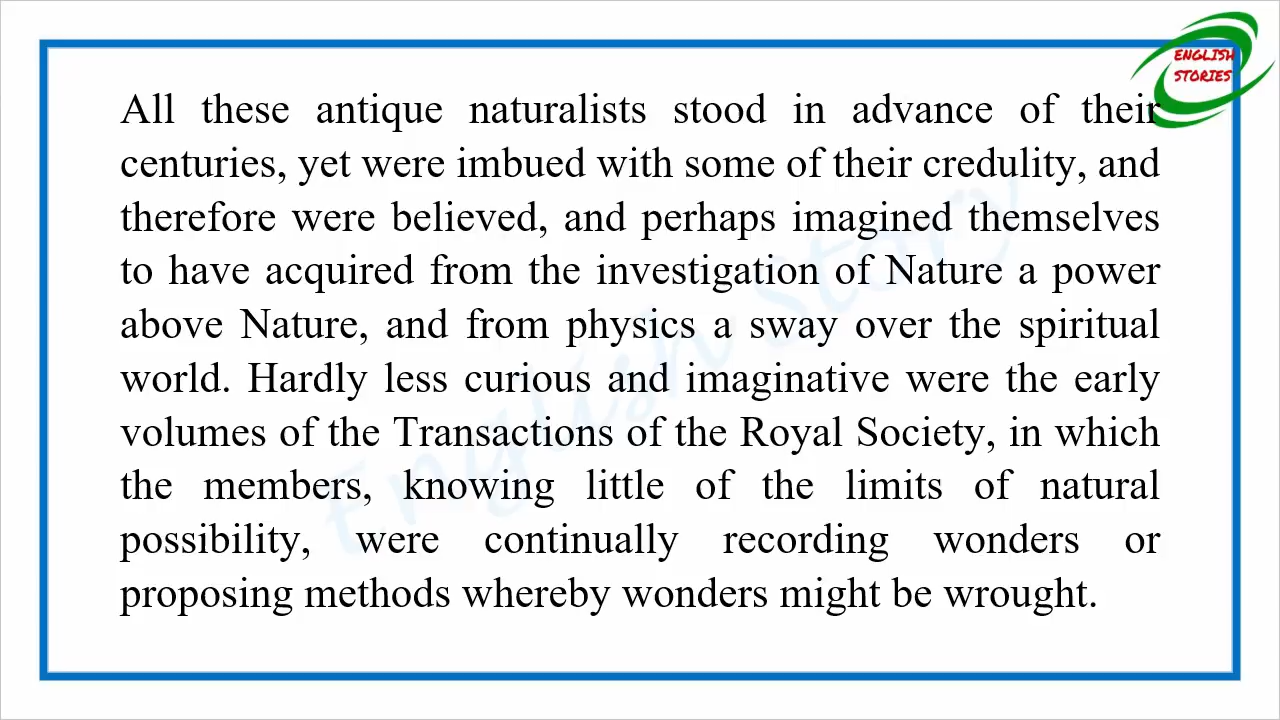 ENGLISH
STORIES
All these antique naturalists stood in advance of their
centuries, yet were imbued with some of their credulity, and
therefore were believed, and perhaps imagined themselves
to have acquired from the investigation of Nature a power
above Nature, and from physics a sway over the spiritual
world. Hardly less curious and imaginative were the early
volumes of the Transactions of the Royal Society, in which
the members, knowing little of the limits of natural
possibility, were continually recording wonders or
proposing methods whereby wonders might be wrought.
English Story